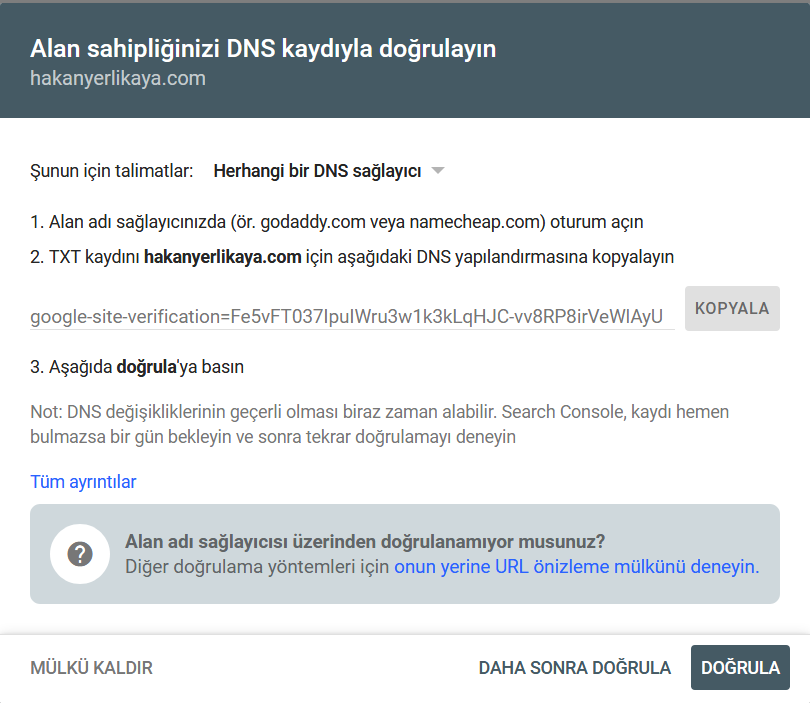 Alan sahipliğinizi DNS kaydıyla doğrulayın
hakanyerlikaya.com
Şunun için talimatlar: Herhangi bir DNS sağlayıcı
1. Alan adı sağlayıcınızda (ör. godaddy.com veya namecheap.com) oturum açın
2. TXT kaydını hakanyerlikaya.com için aşağıdaki DNS yapılandırmasına kopyalayın
google-site-verification=Fe5vFT037IpuIWru3w1k3kLqHJC-vv8RP8irVeWlAyU
KOPYALA
3. Aşağıda doğrula'ya basın
Not: DNS değişikliklerinin geçerli olması biraz zaman alabilir. Search Console, kaydı hemen
bulmazsa bir gün bekleyin ve sonra tekrar doğrulamayı deneyin
Tüm ayrıntılar
Alan adı sağlayıcısı üzerinden doğrulanamıyor musunuz?
Diğer doğrulama yöntemleri için onun yerine URL önizleme mülkünü deneyin.
MÜLKÜ KALDIR
DAHA SONRA DOĞRULA
DOĞRULA